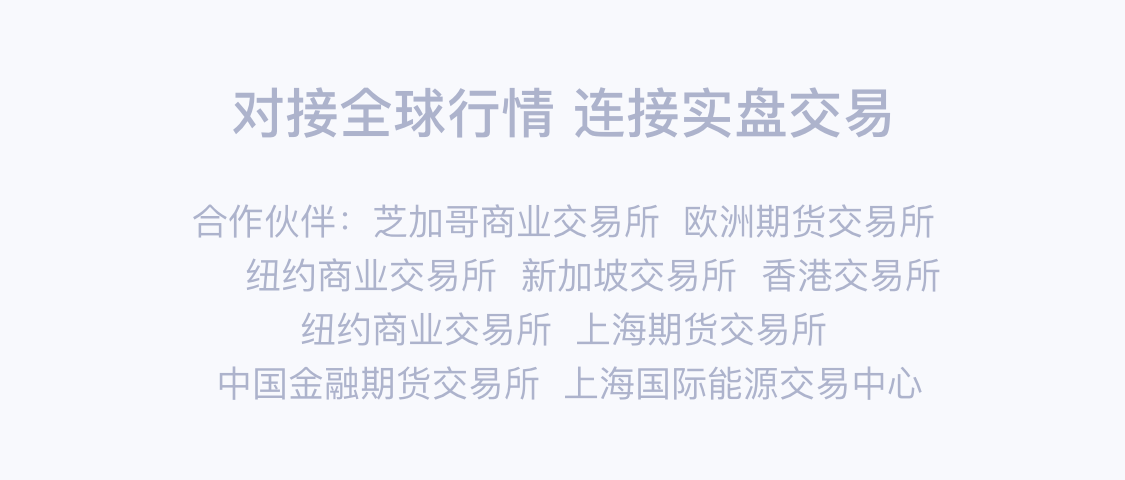 对接全球行情 连接实盘交易
合作伙伴：芝加哥商业交易所 欧洲期货交易所
纽约商业交易所 新加坡交易所 香港交易所
纽约商业交易所 上海期货交易所
中国金融期货交易所 上海国际能源交易中心